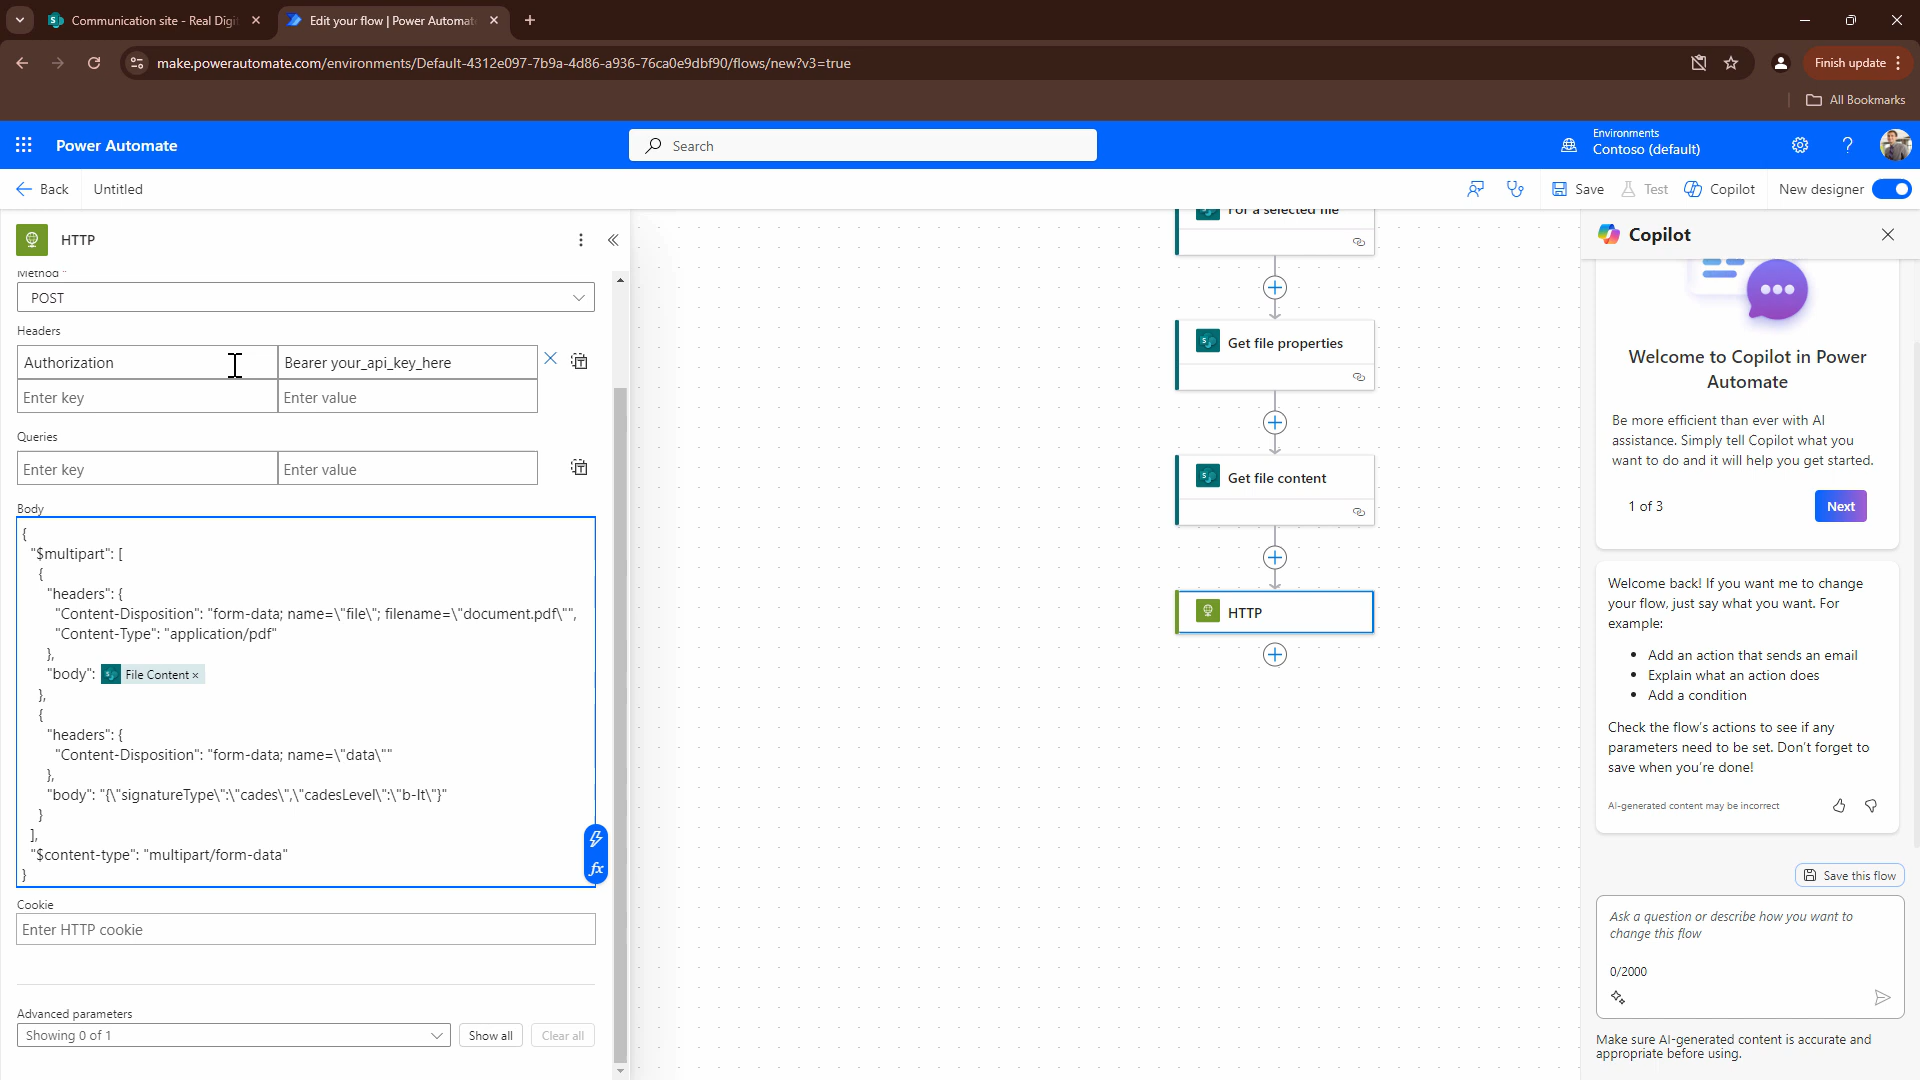 Communication site - Real Digi
Edit your flow | Power Automat
make.powerautomate.com/environments/Default-4312e097-7b9a-4d86-a936-76ca0e9dbf90/flows/new?v3=true
Finish update
All Bookmarks
Power Automate
Search
Environments
Contoso (default)
Back
Untitled
Save
Test
Copilot
New designer
HTTP
Method *
POST
Headers
Authorization
Bearer your_api_key_here
Enter key
Enter value
Queries
Enter key
Enter value
Body
{
"$multipart": [
{
"headers": {
"Content-Disposition": "form-data; name=\"file\"; filename=\"document.pdf\"",
"Content-Type": "application/pdf"
},
"body": File Content ×
},
{
"headers": {
"Content-Disposition": "form-data; name=\"data\""
},
"body": "{\"signatureType\":\"cades\",\"cadesLevel\":\"b-lt\"}"
}
],
"$content-type": "multipart/form-data"
}
fx
Cookie
Enter HTTP cookie
Advanced parameters
Showing 0 of 1
Show all
Clear all
For a selected file
Get file properties
Get file content
HTTP
Copilot
Welcome to Copilot in Power
Automate
Be more efficient than ever with AI
assistance. Simply tell Copilot what you
want to do and it will help you get started.
1 of 3
Next
Welcome back! If you want me to change
your flow, just say what you want. For
example:
• Add an action that sends an email
• Explain what an action does
• Add a condition
Check the flow's actions to see if any
parameters need to be set. Don't forget to
save when you're done!
AI-generated content may be incorrect
Save this flow
Ask a question or describe how you want to
change this flow
0/2000
Make sure AI-generated content is accurate and
appropriate before using.